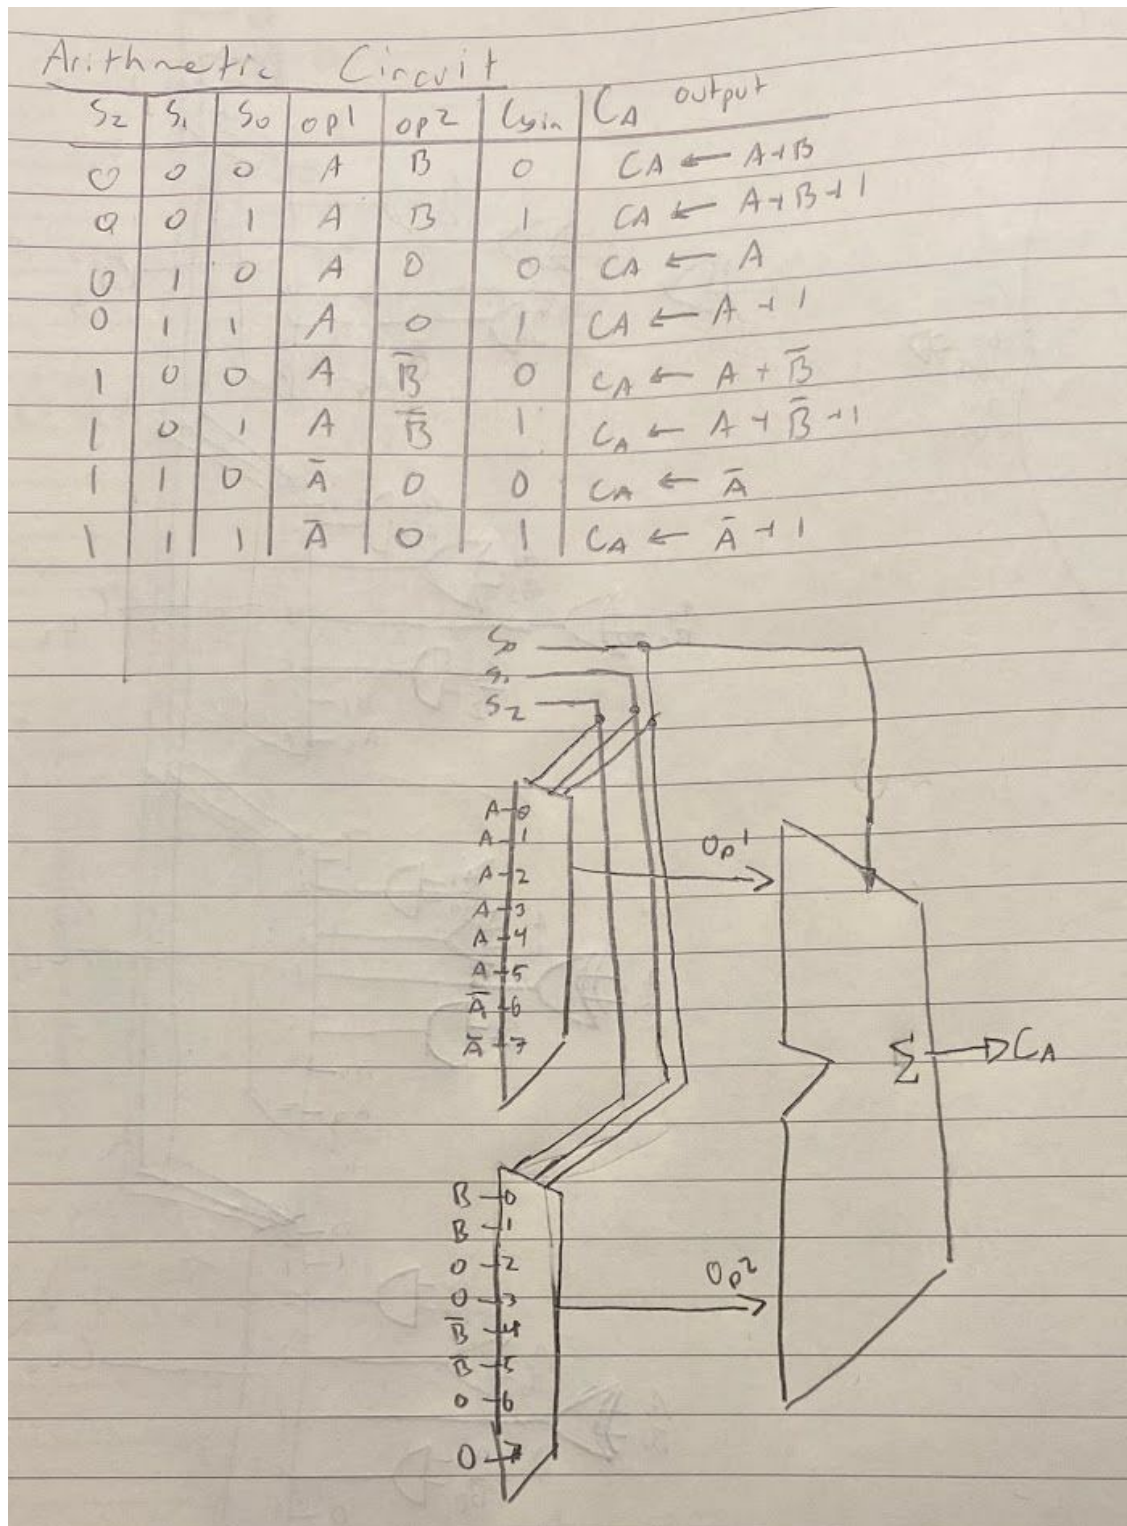 Arithmetic Circuit
S₂ S₁ S₀ op1 op2 Cyin CA output
0 0 0 A B 0 CA ← A+B
0 0 1 A B 1 CA ← A+B+1
0 1 0 A 0 0 CA ← A
0 1 1 A 0 1 CA ← A+1
1 0 0 A B̅ 0 CA ← A+B̅
1 0 1 A B̅ 1 CA ← A+B̅+1
1 1 0 A̅ 0 0 CA ← A̅
1 1 1 A̅ 0 1 CA ← A̅+1
S₀
S₁
S₂
A 0
A 1
Op1
A 2
A 3
A 4
A 5
A̅ 6
A̅ 7
Σ CA
B 0
B 1
0 2
Op2
0 3
B̅ 4
B̅ 5
0 6
0 7